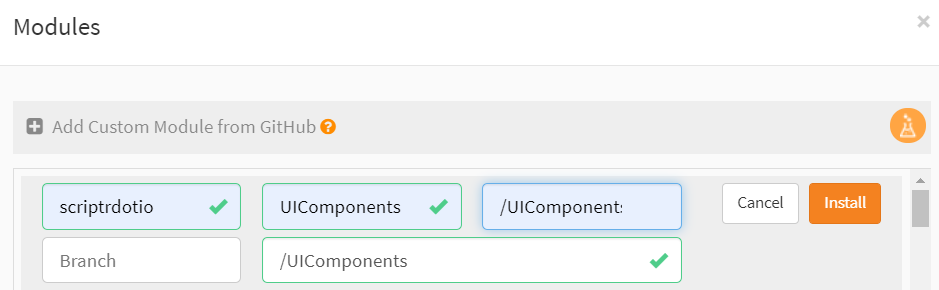 Modules
×
Add Custom Module from GitHub ?
scriptrdotio UIComponents /UIComponents Cancel Install
Branch /UIComponents